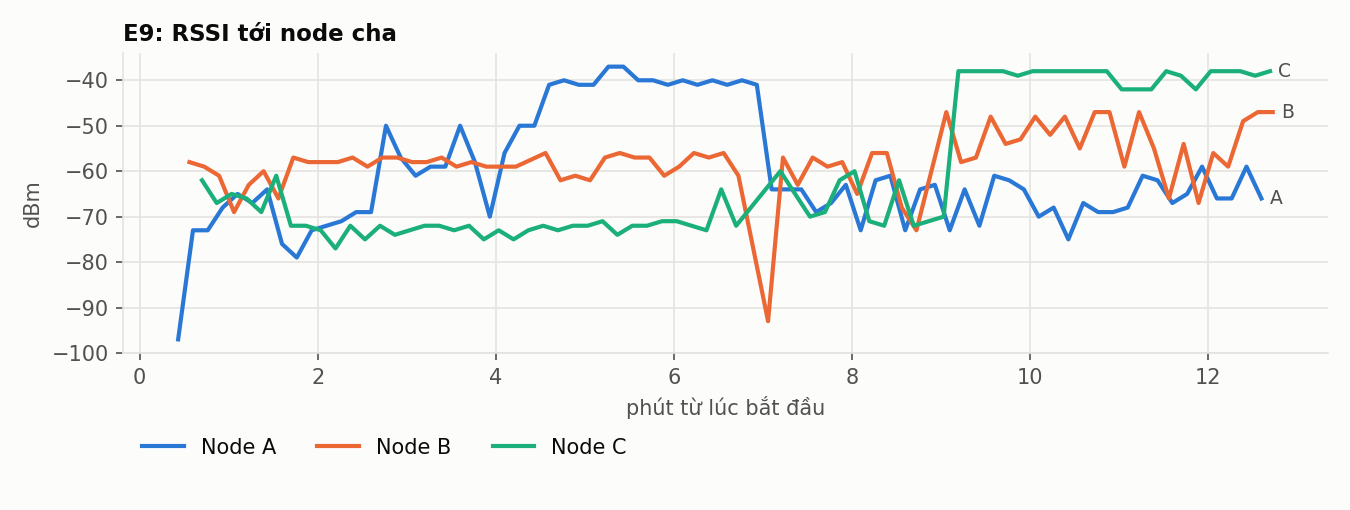 E9: RSSI tới node cha
dBm
−40
−50
−60
−70
−80
−90
−100
C
B
A
0 2 4 6 8 10 12
phút từ lúc bắt đầu
Node A Node B Node C